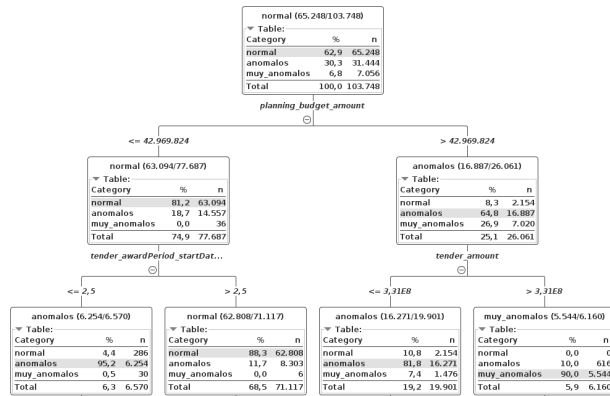 normal (65.248/103.748)
Table:
Category % n
normal 62,9 65.248
anomalos 30,3 31.444
muy_anomalos 6,8 7.056
Total 100,0 103.748
planning_budget_amount
<= 42.969.824 > 42.969.824
normal (63.094/77.687) anomalos (16.887/26.061)
Table: Table:
Category % n Category % n
normal 81,2 63.094 normal 8,3 2.154
anomalos 18,7 14.557 anomalos 64,8 16.887
muy_anomalos 0,0 36 muy_anomalos 26,9 7.020
Total 74,9 77.687 Total 25,1 26.061
tender_awardPeriod_startDat... tender_amount
<= 2,5 > 2,5 <= 3,31E8 > 3,31E8
anomalos (6.254/6.570) normal (62.808/71.117) anomalos (16.271/19.901) muy_anomalos (5.544/6.160)
Table: Table: Table: Table:
Category % n Category % n Category % n Category % n
normal 4,4 286 normal 88,3 62.808 normal 10,8 2.154 normal 0,0 0
anomalos 95,2 6.254 anomalos 11,7 8.303 anomalos 81,8 16.271 anomalos 10,0 616
muy_anomalos 0,5 30 muy_anomalos 0,0 6 muy_anomalos 7,4 1.476 muy_anomalos 90,0 5.544
Total 6,3 6.570 Total 68,5 71.117 Total 19,2 19.901 Total 5,9 6.160